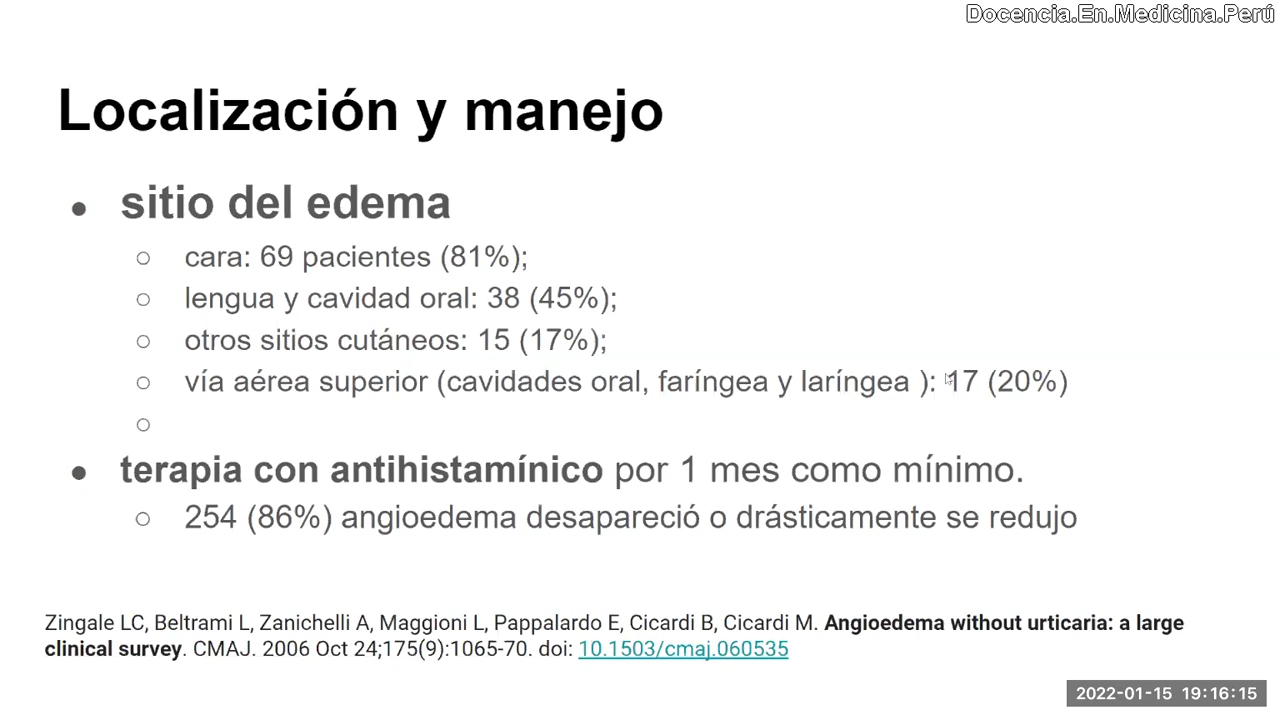 Docencia.En.Medicina.Perú
Localización y manejo
● sitio del edema
○ cara: 69 pacientes (81%);
○ lengua y cavidad oral: 38 (45%);
○ otros sitios cutáneos: 15 (17%);
○ vía aérea superior (cavidades oral, faríngea y laríngea ): 17 (20%)
○
● terapia con antihistamínico por 1 mes como mínimo.
○ 254 (86%) angioedema desapareció o drásticamente se redujo
Zingale LC, Beltrami L, Zanichelli A, Maggioni L, Pappalardo E, Cicardi B, Cicardi M. Angioedema without urticaria: a large
clinical survey. CMAJ. 2006 Oct 24;175(9):1065-70. doi: 10.1503/cmaj.060535
2022-01-15 19:16:15